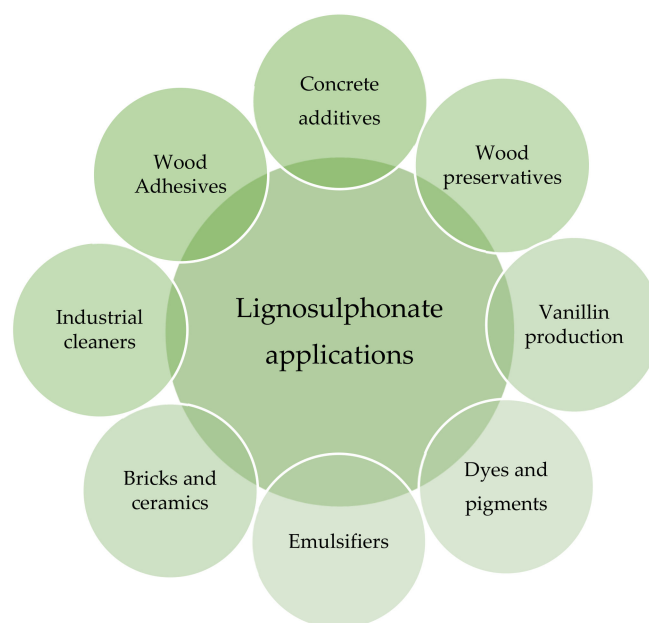 Concrete
additives
Wood
preservatives
Wood
Adhesives
Lignosulphonate
applications
Industrial
cleaners
Vanillin
production
Bricks and
ceramics
Dyes and
pigments
Emulsifiers